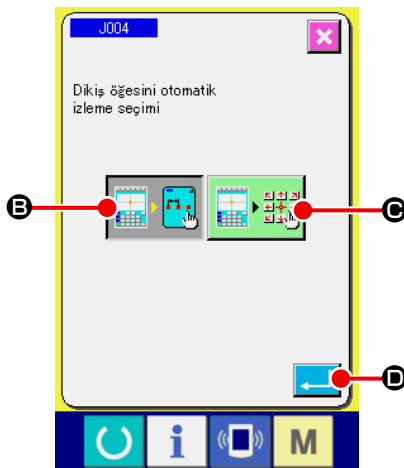 J004
Dikiş öğesini otomatik
izleme seçimi
B
C
D
i
M